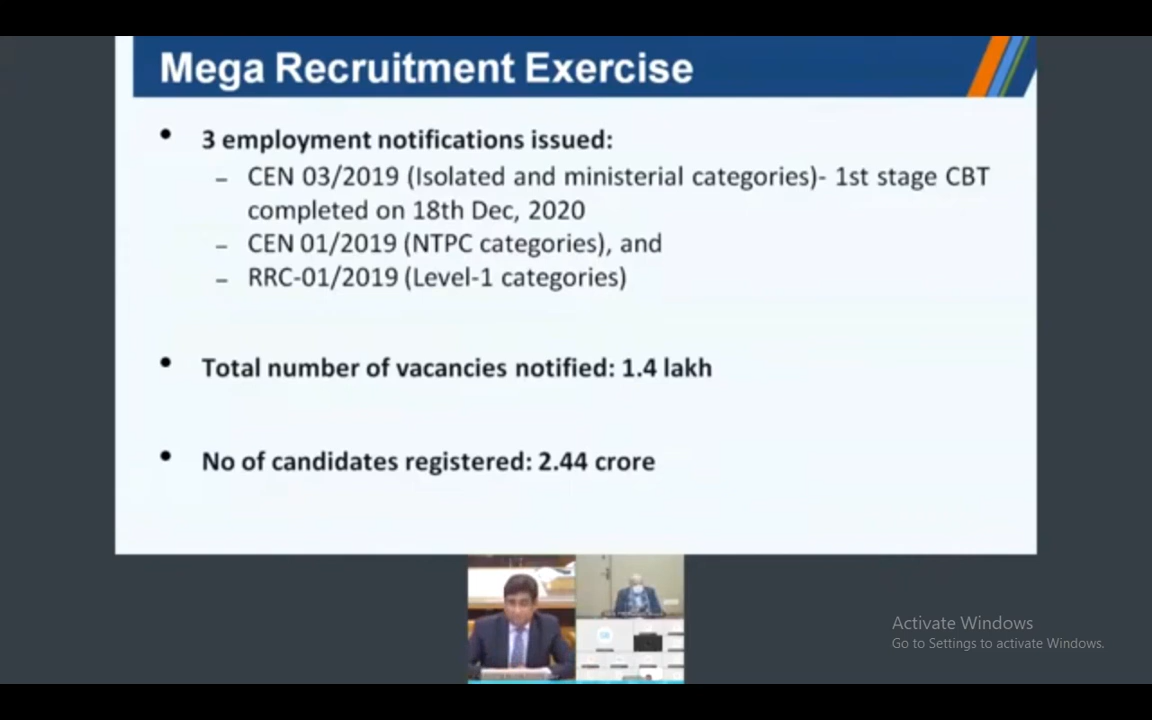 Mega Recruitment Exercise
• 3 employment notifications issued:
– CEN 03/2019 (Isolated and ministerial categories)- 1st stage CBT
completed on 18th Dec, 2020
– CEN 01/2019 (NTPC categories), and
– RRC-01/2019 (Level-1 categories)
• Total number of vacancies notified: 1.4 lakh
• No of candidates registered: 2.44 crore
Activate Windows
Go to Settings to activate Windows.